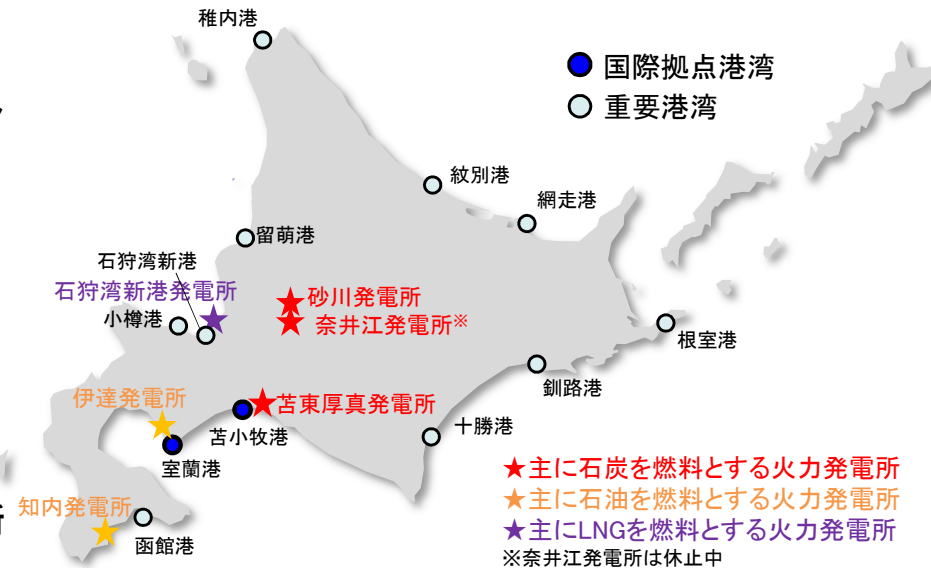 稚内港
●国際拠点港湾
○重要港湾
紋別港
網走港
留萌港
石狩湾新港
石狩湾新港発電所
小樽港
★砂川発電所
★奈井江発電所※
根室港
釧路港
伊達発電所
★苫東厚真発電所
苫小牧港
十勝港
室蘭港
知内発電所
函館港
★主に石炭を燃料とする火力発電所
★主に石油を燃料とする火力発電所
★主にLNGを燃料とする火力発電所
※奈井江発電所は休止中